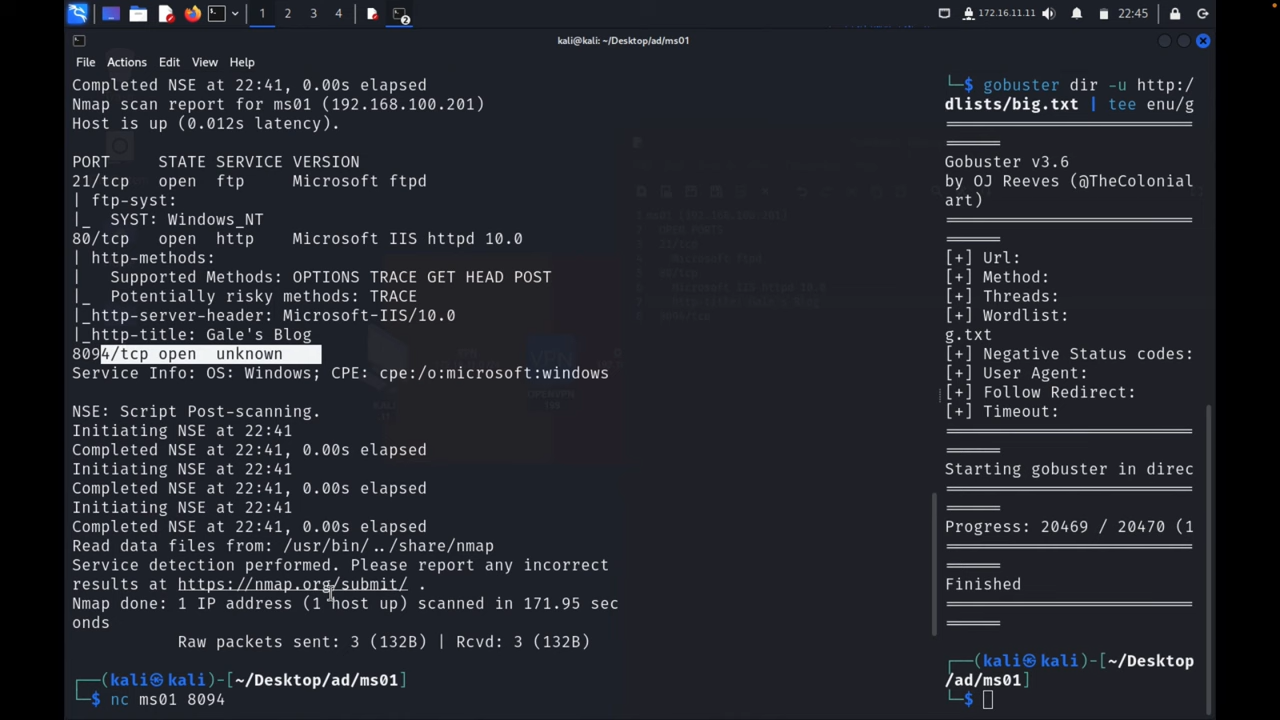 1 2 3 4 2 172.16.11.11 22:45
kali@kali: ~/Desktop/ad/ms01
File Actions Edit View Help
Completed NSE at 22:41, 0.00s elapsed
Nmap scan report for ms01 (192.168.100.201)
Host is up (0.012s latency).
PORT     STATE SERVICE VERSION
21/tcp   open  ftp     Microsoft ftpd
| ftp-syst:
|_  SYST: Windows_NT
80/tcp   open  http    Microsoft IIS httpd 10.0
| http-methods:
|   Supported Methods: OPTIONS TRACE GET HEAD POST
|_  Potentially risky methods: TRACE
|_http-server-header: Microsoft-IIS/10.0
|_http-title: Gale's Blog
8094/tcp open  unknown
Service Info: OS: Windows; CPE: cpe:/o:microsoft:windows
NSE: Script Post-scanning.
Initiating NSE at 22:41
Completed NSE at 22:41, 0.00s elapsed
Initiating NSE at 22:41
Completed NSE at 22:41, 0.00s elapsed
Initiating NSE at 22:41
Completed NSE at 22:41, 0.00s elapsed
Read data files from: /usr/bin/../share/nmap
Service detection performed. Please report any incorrect
results at https://nmap.org/submit/ .
Nmap done: 1 IP address (1 host up) scanned in 171.95 sec
onds
Raw packets sent: 3 (132B) | Rcvd: 3 (132B)
┌──(kali㉿kali)-[~/Desktop/ad/ms01]
└─$ nc ms01 8094
└─$ gobuster dir -u http:/
dlists/big.txt | tee enu/g
===============================
Gobuster v3.6
by OJ Reeves (@TheColonial
art)
===============================
[+] Url:
[+] Method:
[+] Threads:
[+] Wordlist:
g.txt
[+] Negative Status codes:
[+] User Agent:
[+] Follow Redirect:
[+] Timeout:
===============================
Starting gobuster in direc
===============================
Progress: 20469 / 20470 (1
===============================
Finished
===============================
┌──(kali㉿kali)-[~/Desktop
/ad/ms01]
└─$